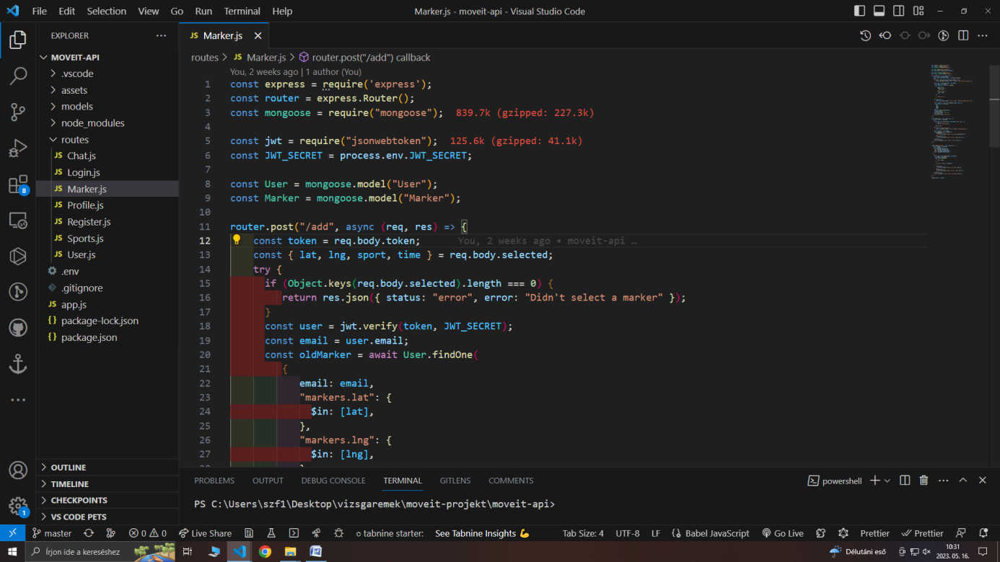 File Edit Selection View Go Run Terminal Help Marker.js - moveit-api - Visual Studio Code
EXPLORER
MOVEIT-API
.vscode
assets
models
node_modules
routes
JS Chat.js
JS Login.js
JS Marker.js
JS Profile.js
JS Register.js
JS Sports.js
JS User.js
.env
.gitignore
JS app.js
{} package-lock.json
{} package.json
OUTLINE
TIMELINE
CHECKPOINTS
VS CODE PETS
8
1
JS Marker.js
routes > JS Marker.js > router.post("/add") callback
You, 2 weeks ago | 1 author (You)
1 const express = require('express');
2 const router = express.Router();
3 const mongoose = require("mongoose"); 839.7k (gzipped: 227.3k)
4
5 const jwt = require("jsonwebtoken"); 125.6k (gzipped: 41.1k)
6 const JWT_SECRET = process.env.JWT_SECRET;
7
8 const User = mongoose.model("User");
9 const Marker = mongoose.model("Marker");
10
11 router.post("/add", async (req, res) => {
12 const token = req.body.token; You, 2 weeks ago • moveit-api …
13 const { lat, lng, sport, time } = req.body.selected;
14 try {
15 if (Object.keys(req.body.selected).length === 0) {
16 return res.json({ status: "error", error: "Didn't select a marker" });
17 }
18 const user = jwt.verify(token, JWT_SECRET);
19 const email = user.email;
20 const oldMarker = await User.findOne(
21 {
22 email: email,
23 "markers.lat": {
24 $in: [lat],
25 },
26 "markers.lng": {
27 $in: [lng],
PROBLEMS OUTPUT DEBUG CONSOLE TERMINAL GITLENS COMMENTS powershell
PS C:\Users\szf1\Desktop\vizsgaremek\moveit-projekt\moveit-api>
master 0 0 Live Share tabnine starter: See Tabnine Insights 💪 Tab Size: 4 UTF-8 LF {} Babel JavaScript Go Live Prettier Prettier
Írjon ide a kereséshez Délutáni eső 10:31
2023. 05. 16.